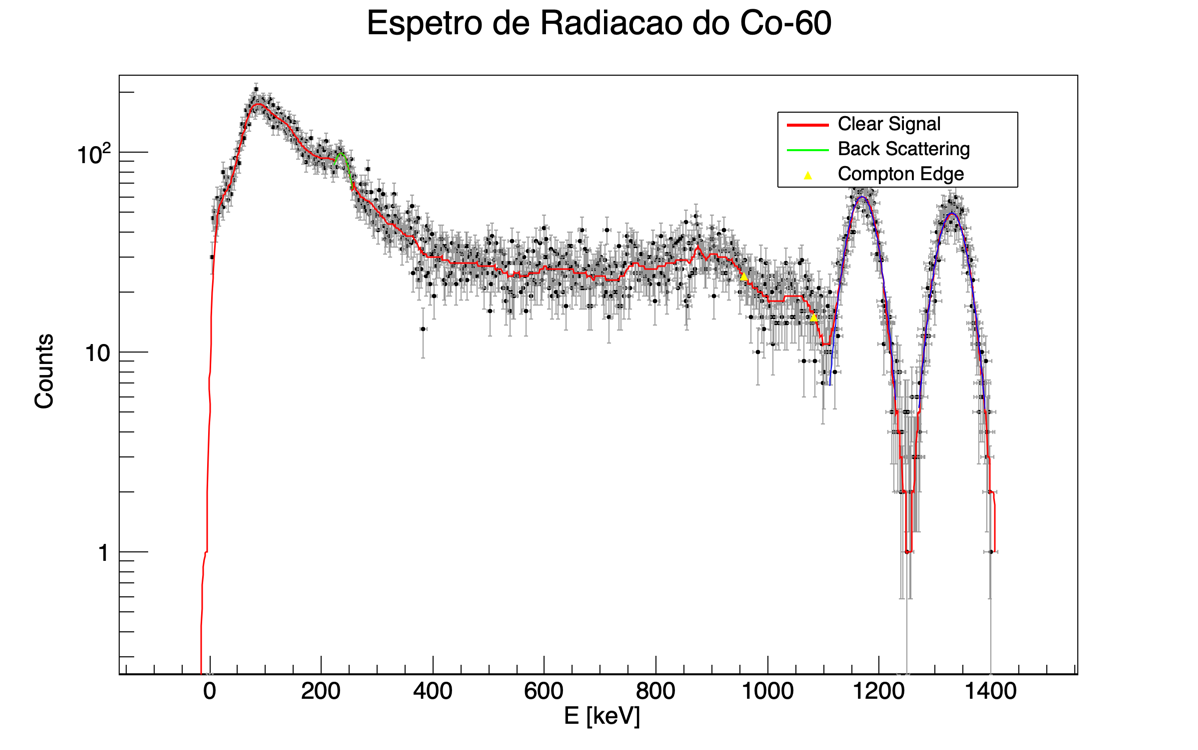 Espetro de Radiacao do Co-60
Clear Signal
Back Scattering
Compton Edge
10²
10
1
Counts
0 200 400 600 800 1000 1200 1400
E [keV]